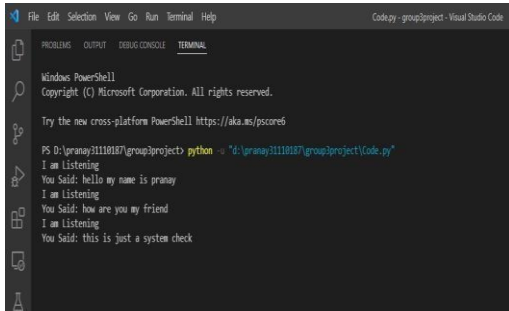 File Edit Selection View Go Run Terminal Help
Code.py - group3project - Visual Studio Code
PROBLEMS OUTPUT DEBUG CONSOLE TERMINAL
Windows PowerShell
Copyright (C) Microsoft Corporation. All rights reserved.
Try the new cross-platform PowerShell https://aka.ms/pscore6
PS D:\pranay31110187\group3project> python -u "d:\pranay31110187\group3project\Code.py"
I am Listening
You Said: hello my name is pranay
I am Listening
You Said: how are you my friend
I am Listening
You Said: this is just a system check